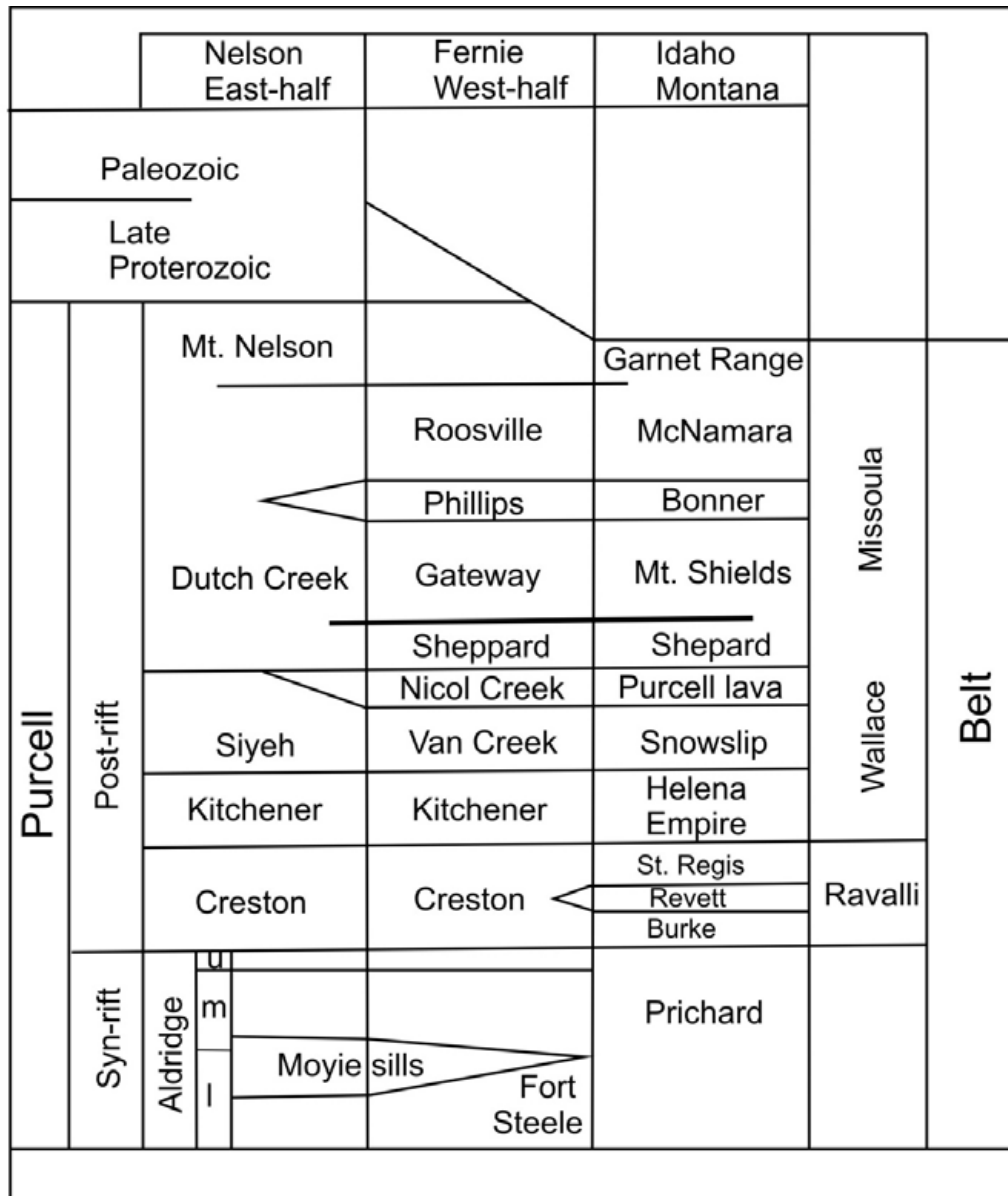 Nelson
East-half
Fernie
West-half
Idaho
Montana
Paleozoic
Late
Proterozoic
Mt. Nelson
Garnet Range
Roosville
McNamara
Phillips
Bonner
Dutch Creek
Gateway
Mt. Shields
Sheppard
Shepard
Nicol Creek
Purcell lava
Siyeh
Van Creek
Snowslip
Kitchener
Kitchener
Helena
Empire
Creston
Creston
St. Regis
Revett
Burke
Ravalli
Missoula
Wallace
Belt
Purcell
Post-rift
Syn-rift
Aldridge
u
m
l
Moyie sills
Fort
Steele
Prichard